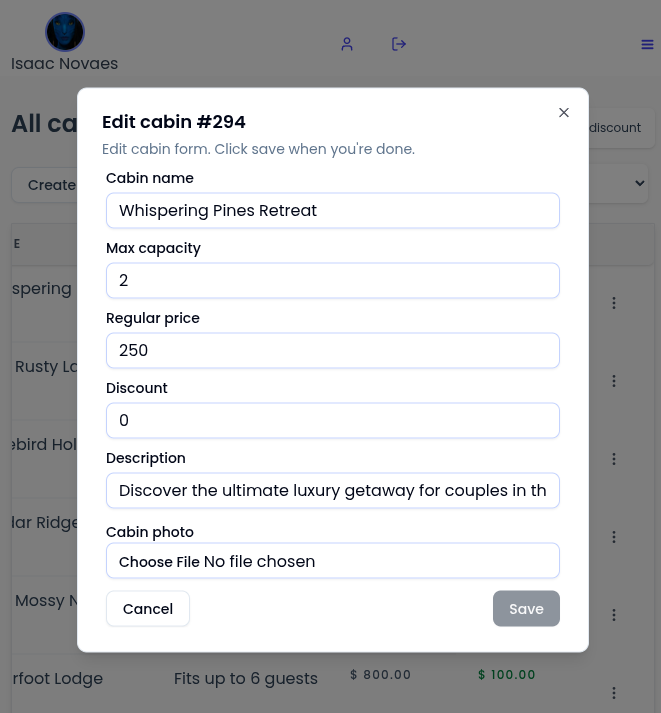 Isaac Novaes
All ca
discount
Create
Edit cabin #294
Edit cabin form. Click save when you're done.
Cabin name
Whispering Pines Retreat
Max capacity
2
Regular price
250
Discount
0
Description
Discover the ultimate luxury getaway for couples in th
Cabin photo
Choose File No file chosen
Cancel
Save
E
spering
Rusty La
ebird Hol
dar Ridge
Mossy N
rfoot Lodge
Fits up to 6 guests
$ 800.00
$ 100.00